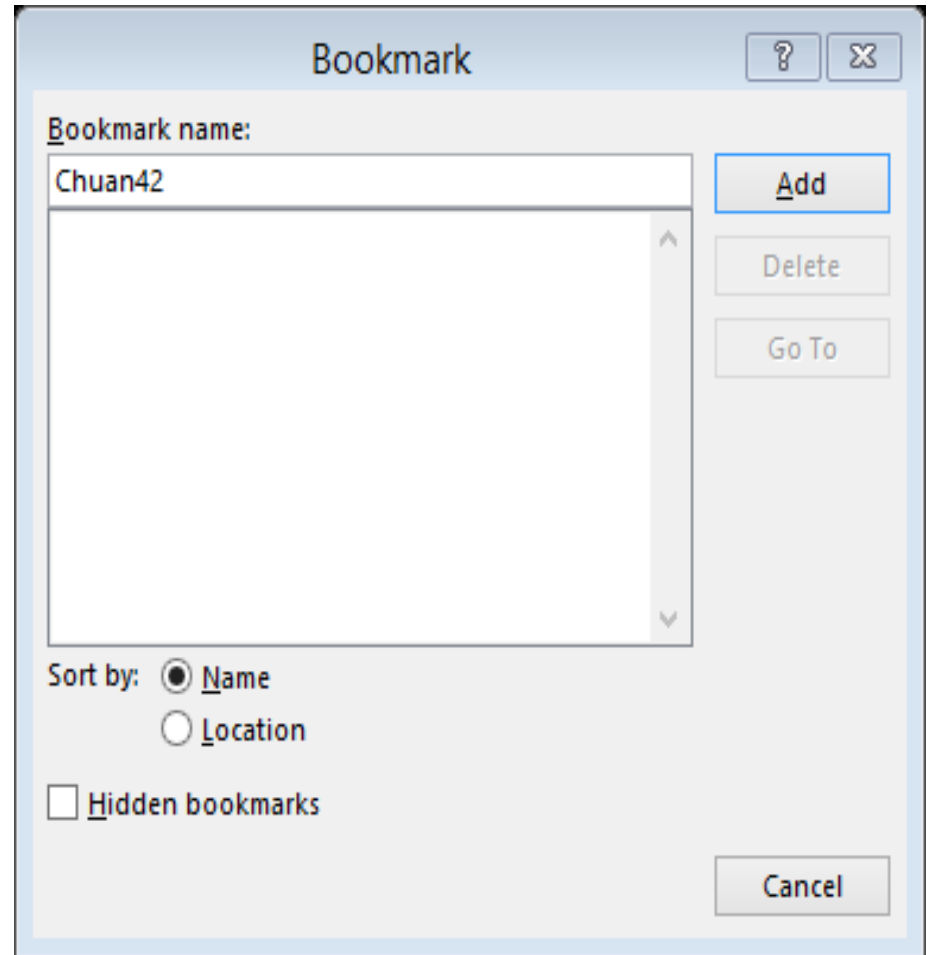 Bookmark
Bookmark name:
Chuan42
Add
Delete
Go To
Sort by: Name
Location
Hidden bookmarks
Cancel